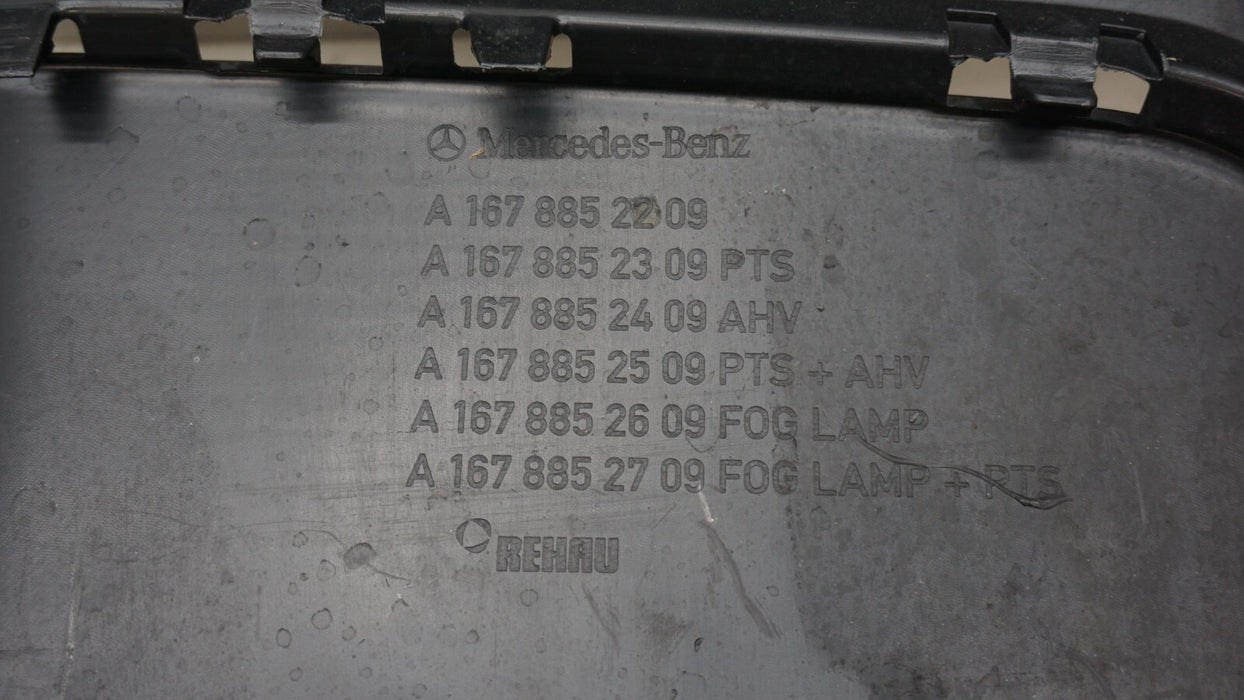 Mercedes-Benz
A 167 885 22 09
A 167 885 23 09 PTS
A 167 885 24 09 AHV
A 167 885 25 09 PTS + AHV
A 167 885 26 09 FOG LAMP
A 167 885 27 09 FOG LAMP + PTS
REHAU